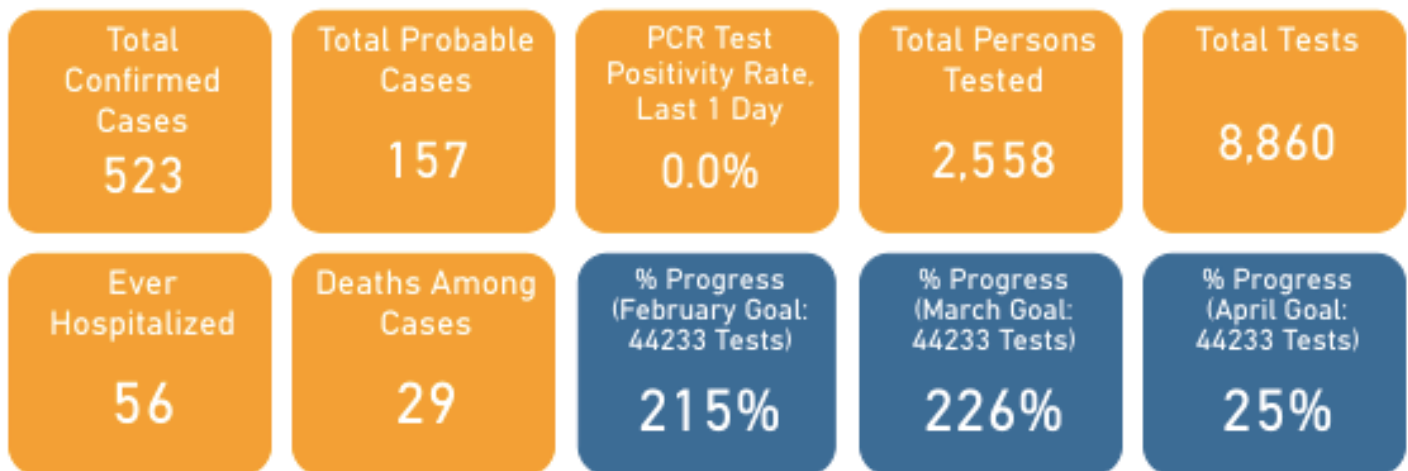 Total
Confirmed
Cases
523
Total Probable
Cases
157
PCR Test
Positivity Rate,
Last 1 Day
0.0%
Total Persons
Tested
2,558
Total Tests
8,860
Ever
Hospitalized
56
Deaths Among
Cases
29
% Progress
(February Goal:
44233 Tests)
215%
% Progress
(March Goal:
44233 Tests)
226%
% Progress
(April Goal:
44233 Tests)
25%